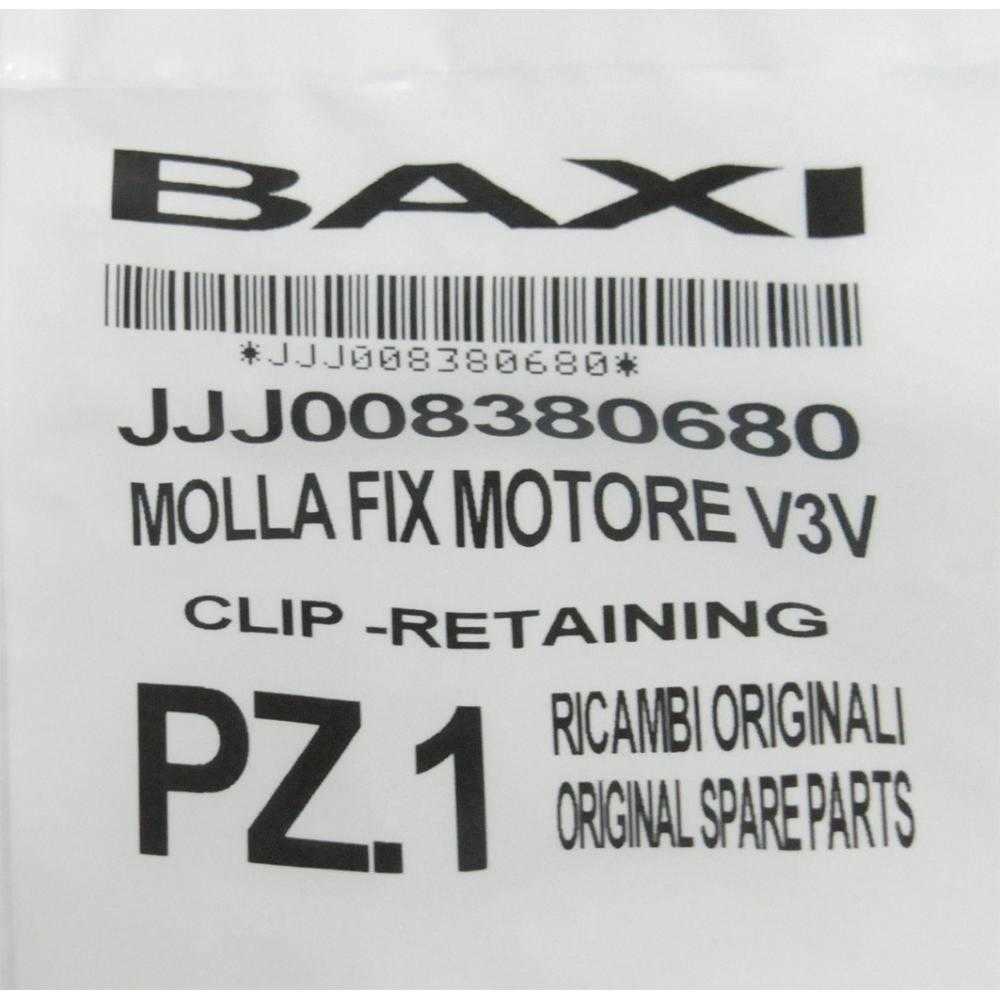 BAXI
*JJJ008380680*
JJJ008380680
MOLLA FIX MOTORE V3V
CLIP -RETAINING
PZ.1
RICAMBI ORIGINALI
ORIGINAL SPARE PARTS